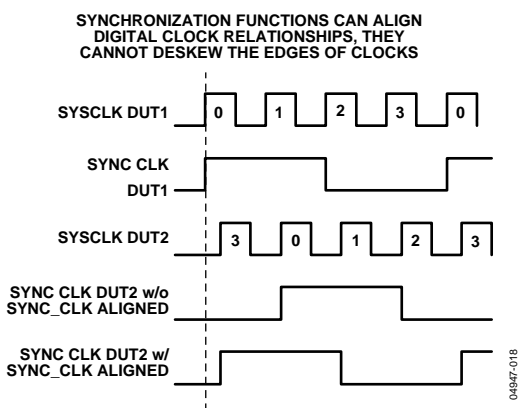 SYNCHRONIZATION FUNCTIONS CAN ALIGN
DIGITAL CLOCK RELATIONSHIPS, THEY
CANNOT DESKEW THE EDGES OF CLOCKS
SYSCLK DUT1
0 1 2 3 0
SYNC CLK
DUT1
SYSCLK DUT2
3 0 1 2 3
SYNC CLK DUT2 w/o
SYNC_CLK ALIGNED
SYNC CLK DUT2 w/
SYNC_CLK ALIGNED
04947-018